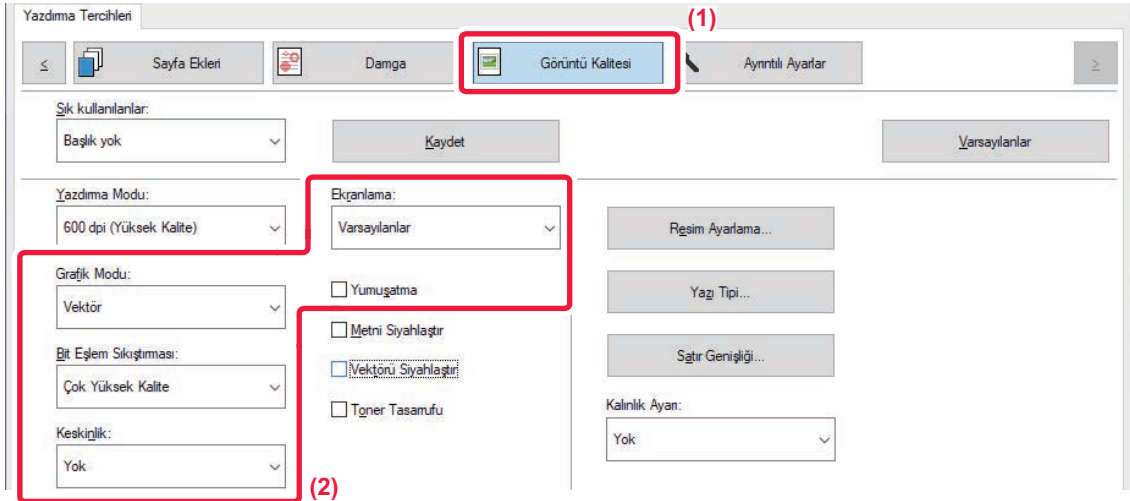 Yazdırma Tercihleri
(1)
<
Sayfa Ekleri
Damga
Görüntü Kalitesi
Ayrıntılı Ayarlar
>
Sık kullanılanlar:
Başlık yok
Kaydet
Varsayılanlar
Yazdırma Modu:
600 dpi (Yüksek Kalite)
Ekranlama:
Varsayılanlar
Resim Ayarlama...
Grafik Modu:
Vektör
Yumuşatma
Yazı Tipi...
Metni Siyahlaştır
Bit Eşlem Sıkıştırması:
Çok Yüksek Kalite
Vektörü Siyahlaştır
Satır Genişliği...
Toner Tasarrufu
Kalınlık Ayarı:
Yok
Keskinlik:
Yok
(2)